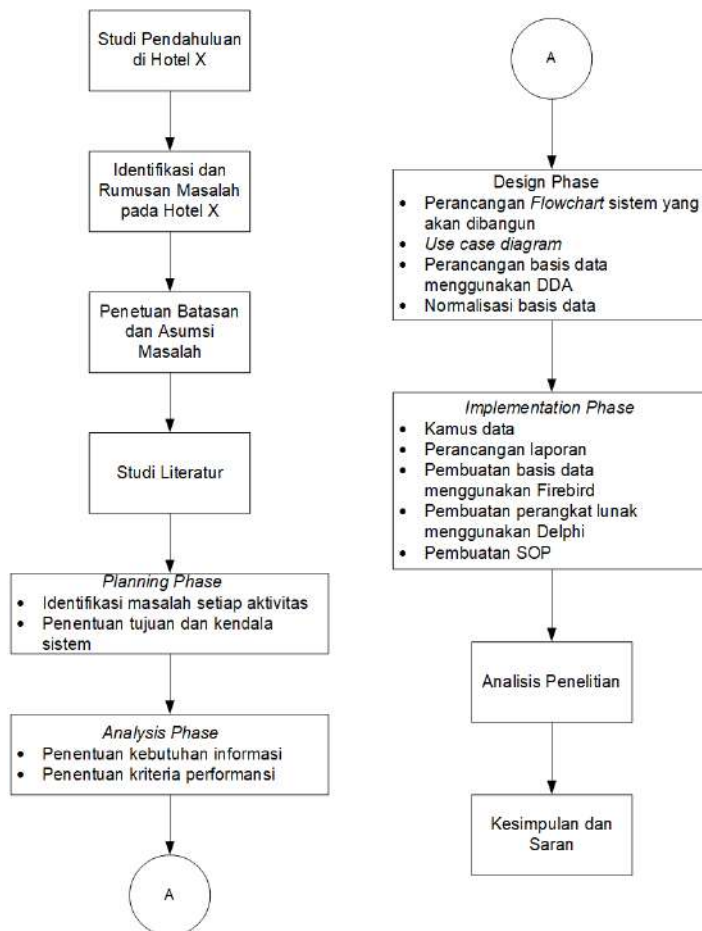 Studi Pendahuluan
di Hotel X
Identifikasi dan
Rumusan Masalah
pada Hotel X
Penetuan Batasan
dan Asumsi
Masalah
Studi Literatur
Planning Phase
• Identifikasi masalah setiap aktivitas
• Penentuan tujuan dan kendala
sistem
Analysis Phase
• Penentuan kebutuhan informasi
• Penentuan kriteria performansi
A
A
Design Phase
• Perancangan Flowchart sistem yang
akan dibangun
• Use case diagram
• Perancangan basis data
menggunakan DDA
• Normalisasi basis data
Implementation Phase
• Kamus data
• Perancangan laporan
• Pembuatan basis data
menggunakan Firebird
• Pembuatan perangkat lunak
menggunakan Delphi
• Pembuatan SOP
Analisis Penelitian
Kesimpulan dan
Saran